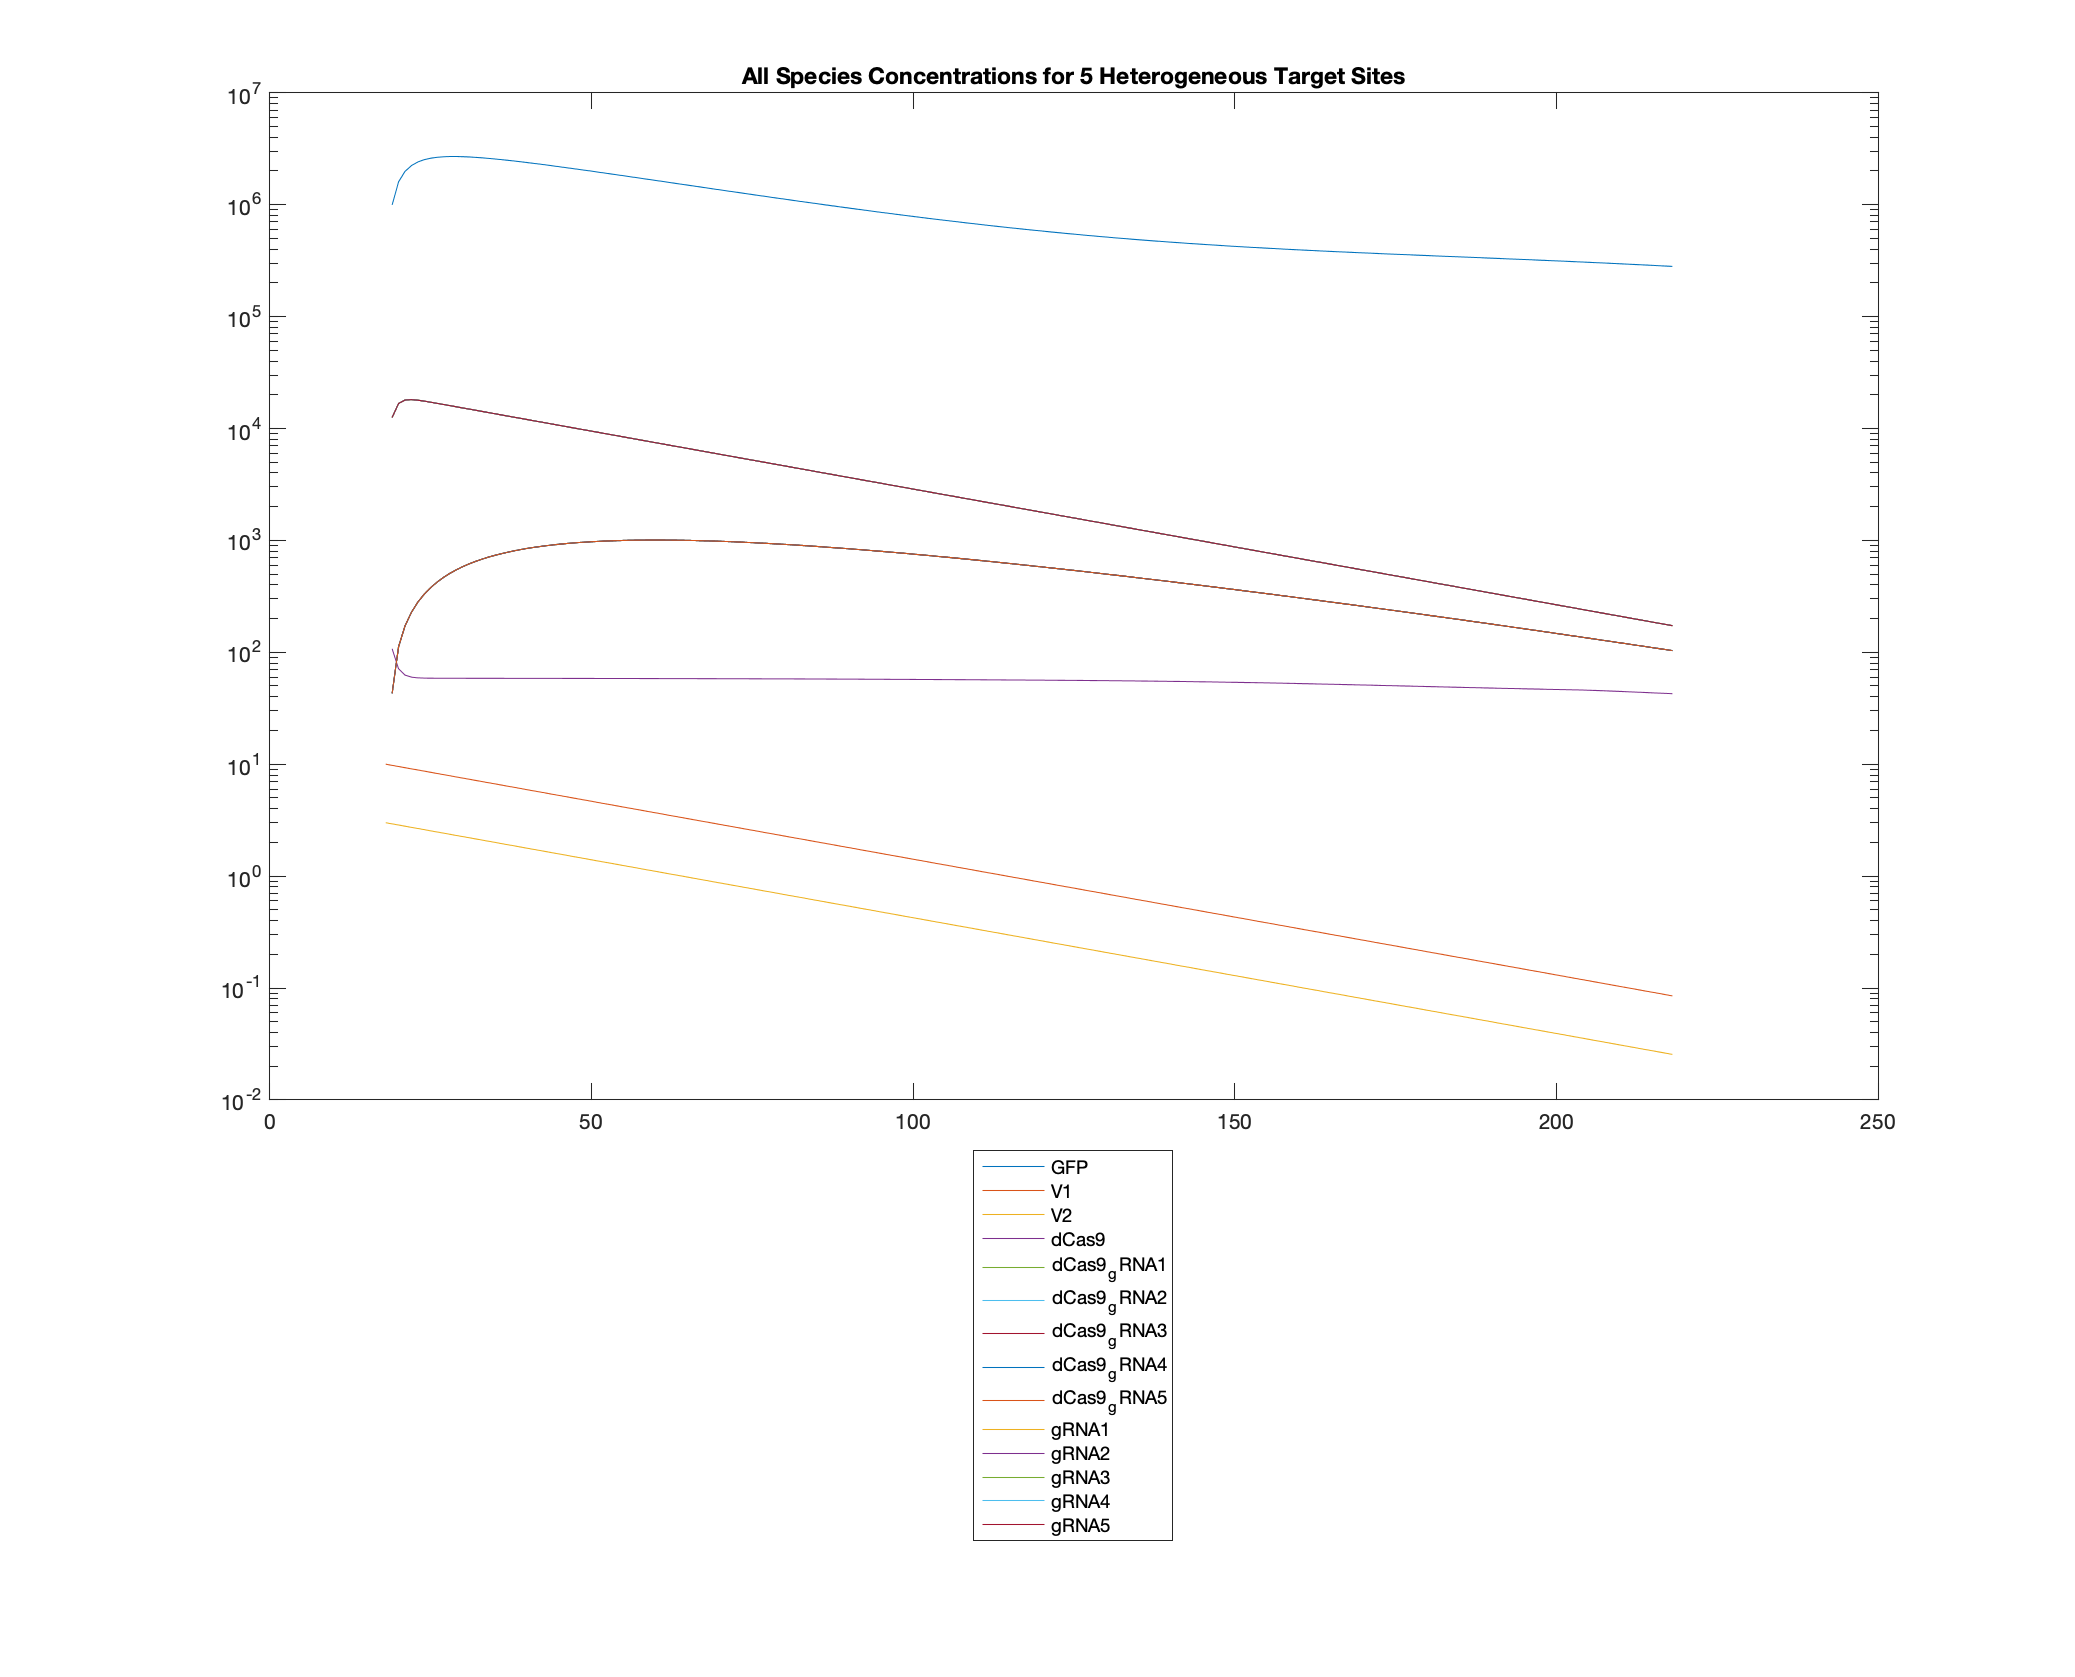 All Species Concentrations for 5 Heterogeneous Target Sites
10^7
10^6
10^5
10^4
10^3
10^2
10^1
10^0
10^-1
10^-2
0 50 100 150 200 250
GFP
V1
V2
dCas9
dCas9_gRNA1
dCas9_gRNA2
dCas9_gRNA3
dCas9_gRNA4
dCas9_gRNA5
gRNA1
gRNA2
gRNA3
gRNA4
gRNA5